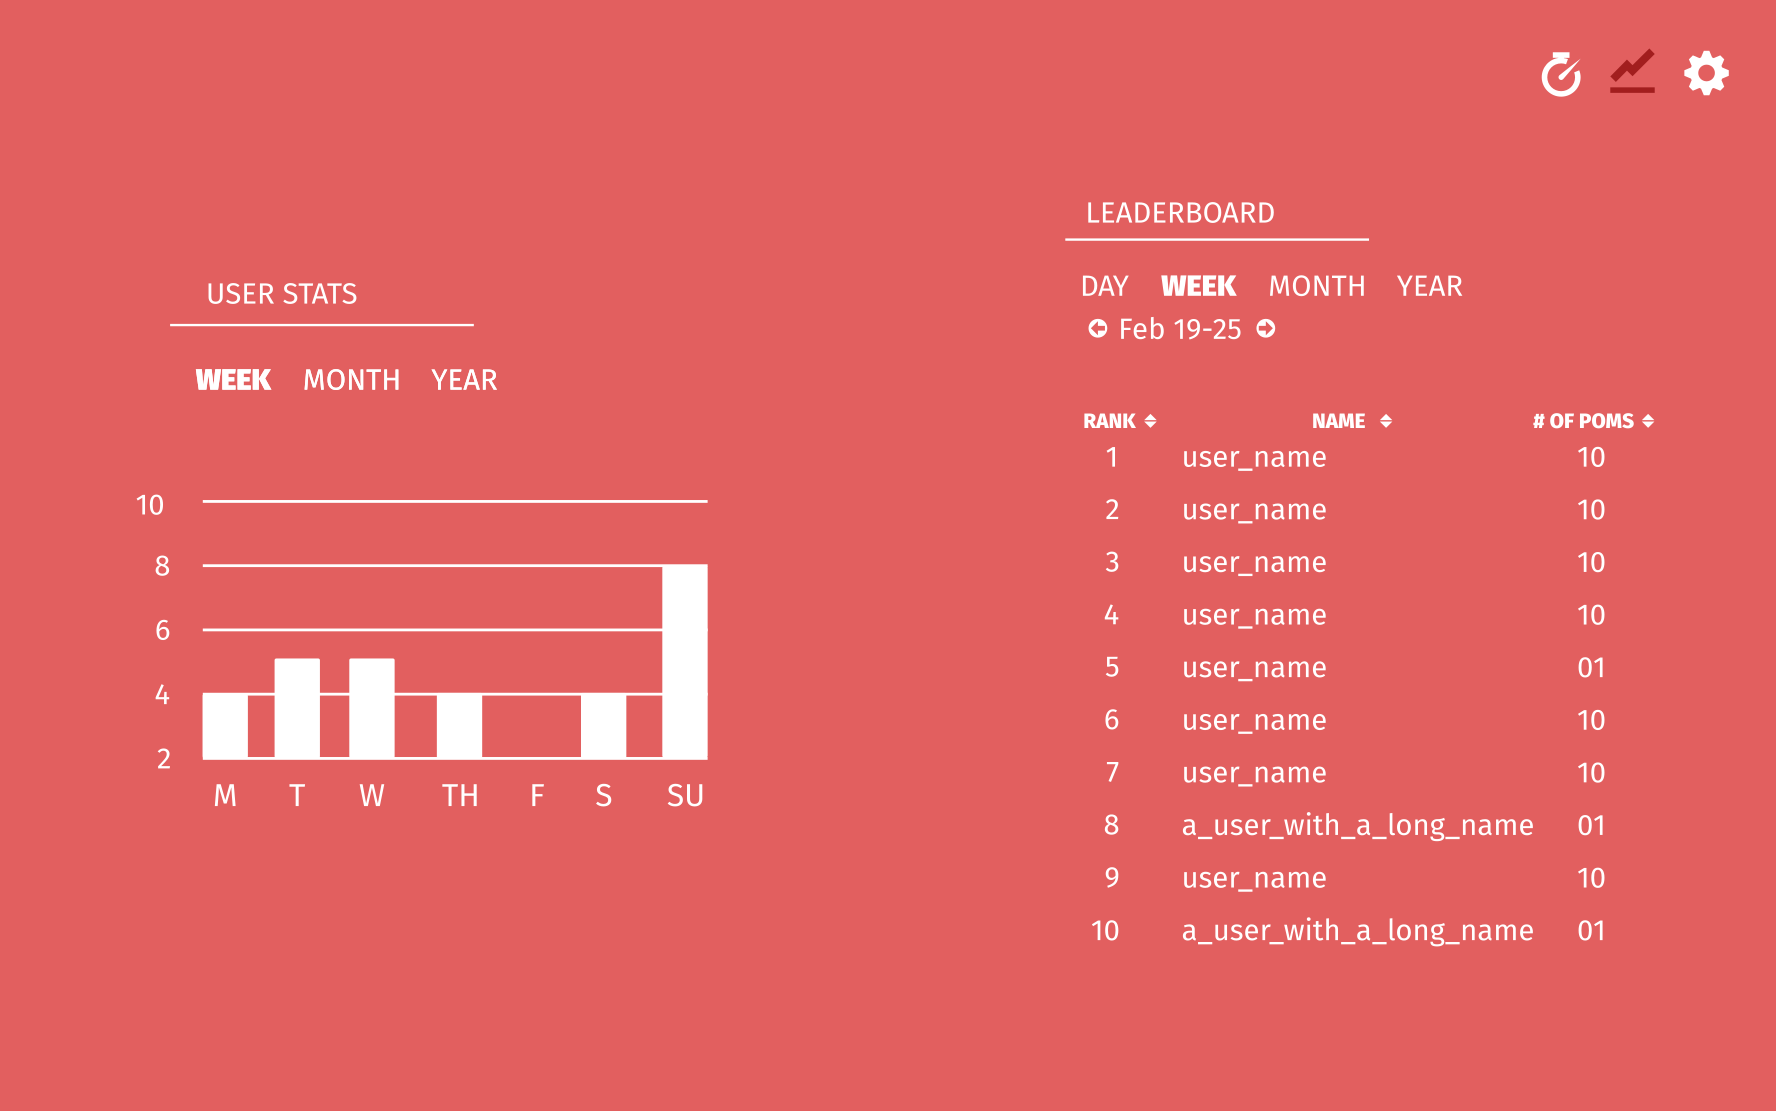 USER STATS
WEEK MONTH YEAR
10
8
6
4
2
M T W TH F S SU
LEADERBOARD
DAY WEEK MONTH YEAR
Feb 19-25
RANK NAME # OF POMS
1 user_name 10
2 user_name 10
3 user_name 10
4 user_name 10
5 user_name 01
6 user_name 10
7 user_name 10
8 a_user_with_a_long_name 01
9 user_name 10
10 a_user_with_a_long_name 01